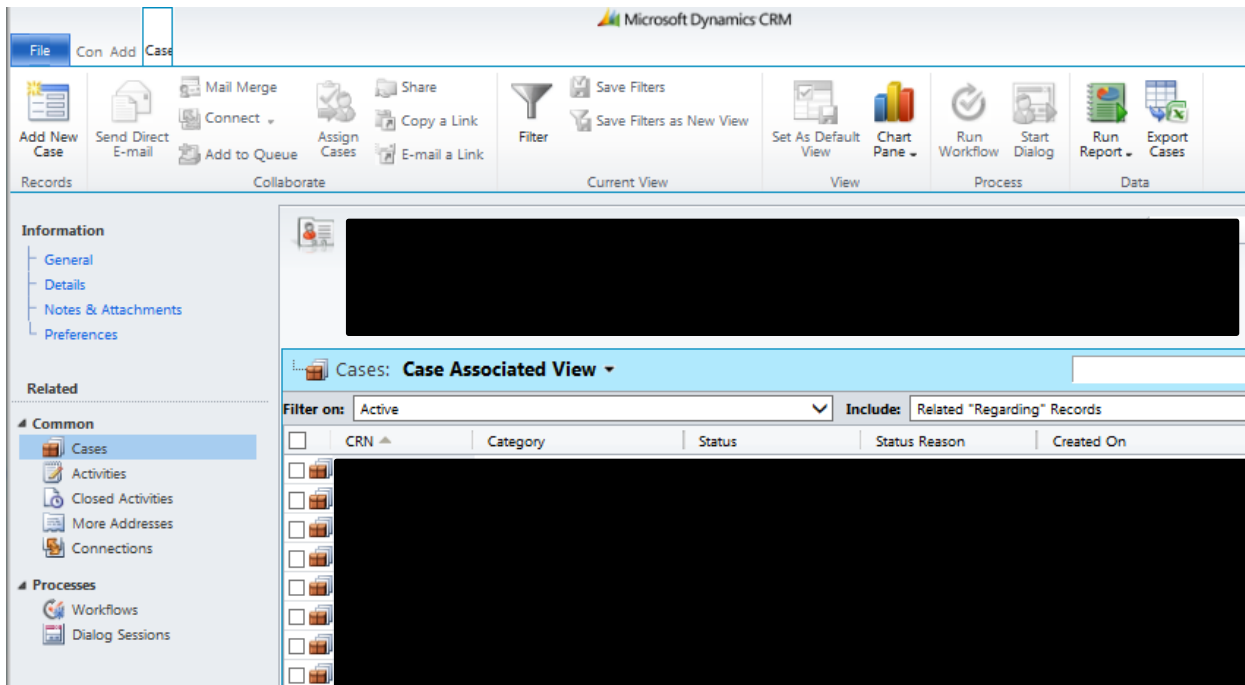 Microsoft Dynamics CRM
File Con Add Case
Add New Case
Send Direct E-mail
Mail Merge
Connect
Add to Queue
Assign Cases
Share
Copy a Link
E-mail a Link
Filter
Save Filters
Save Filters as New View
Set As Default View
Chart Pane
Run Workflow
Start Dialog
Run Report
Export Cases
Records Collaborate Current View View Process Data
Information
General
Details
Notes & Attachments
Preferences
Related
Common
Cases
Activities
Closed Activities
More Addresses
Connections
Processes
Workflows
Dialog Sessions
Cases: Case Associated View
Filter on: Active Include: Related "Regarding" Records
CRN Category Status Status Reason Created On